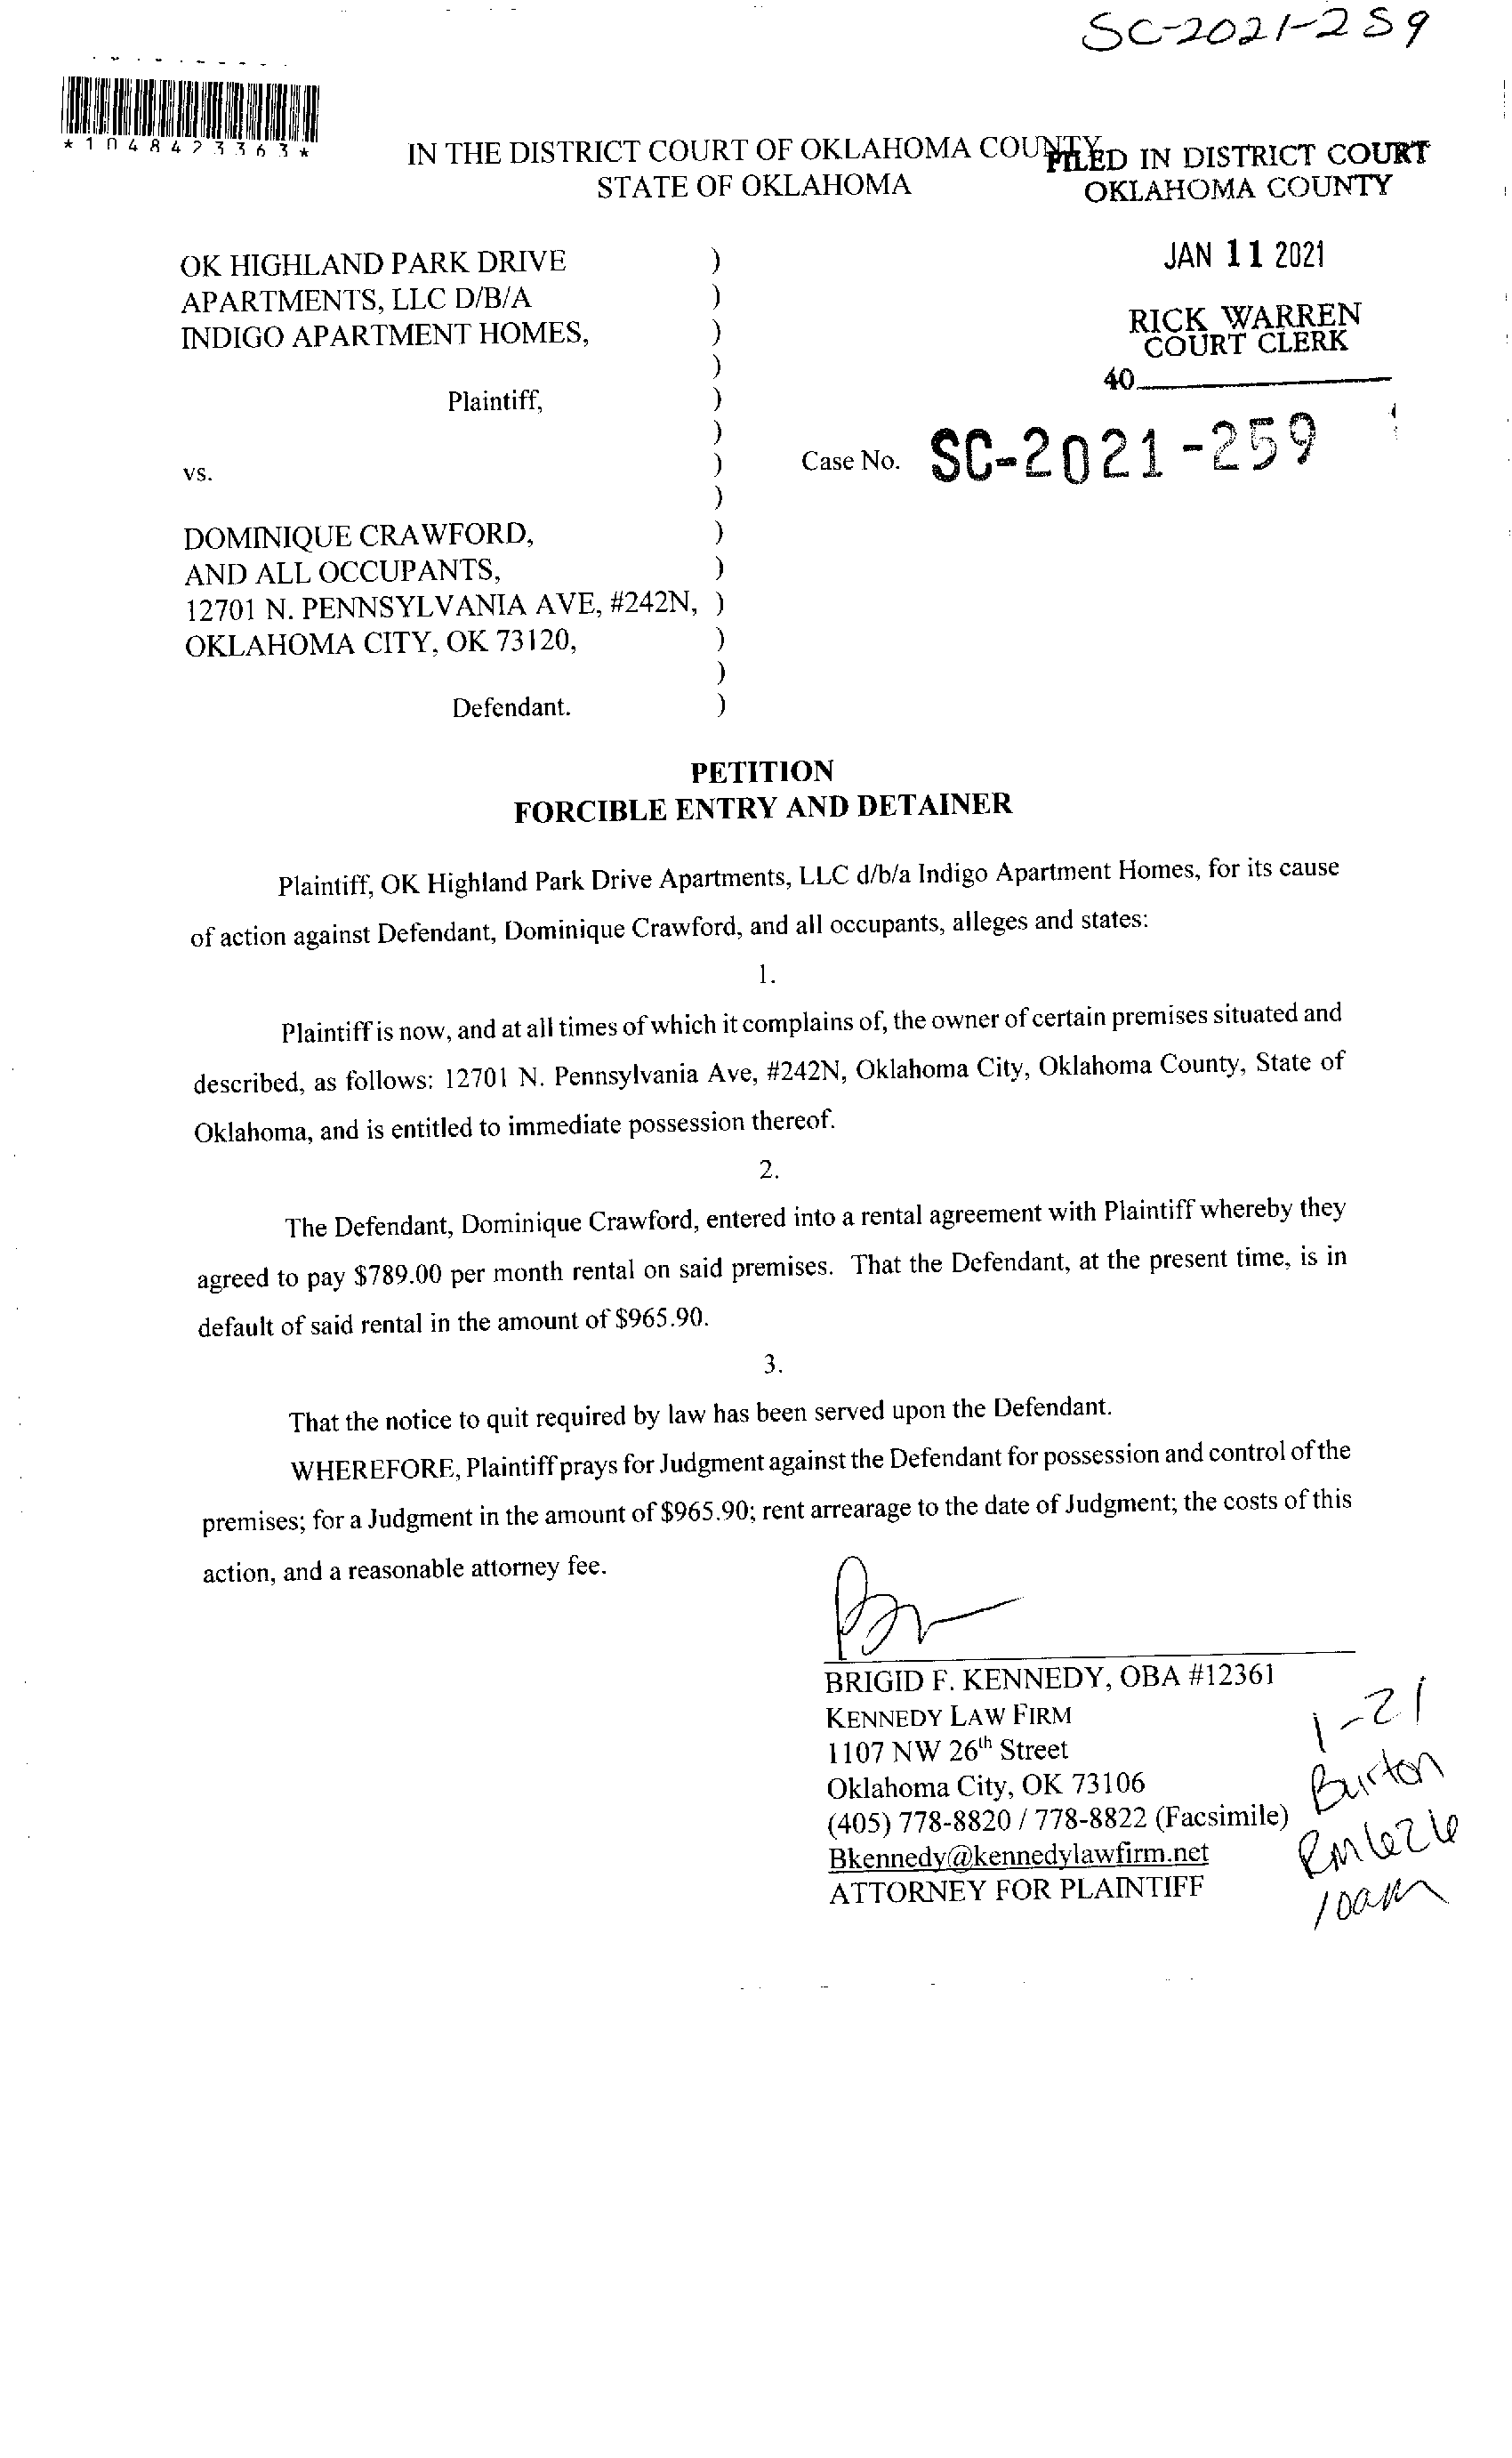 SC-2021-259
*1048423363*
IN THE DISTRICT COURT OF OKLAHOMA COUNTY
STATE OF OKLAHOMA
FILED IN DISTRICT COURT
OKLAHOMA COUNTY
JAN 11 2021
RICK WARREN
COURT CLERK
40
OK HIGHLAND PARK DRIVE )
APARTMENTS, LLC D/B/A )
INDIGO APARTMENT HOMES, )
)
Plaintiff, )
)
vs. ) Case No. SC-2021-259
)
DOMINIQUE CRAWFORD, )
AND ALL OCCUPANTS, )
12701 N. PENNSYLVANIA AVE, #242N, )
OKLAHOMA CITY, OK 73120, )
)
Defendant. )
PETITION
FORCIBLE ENTRY AND DETAINER
Plaintiff, OK Highland Park Drive Apartments, LLC d/b/a Indigo Apartment Homes, for its cause
of action against Defendant, Dominique Crawford, and all occupants, alleges and states:
1.
Plaintiff is now, and at all times of which it complains of, the owner of certain premises situated and
described, as follows: 12701 N. Pennsylvania Ave, #242N, Oklahoma City, Oklahoma County, State of
Oklahoma, and is entitled to immediate possession thereof.
2.
The Defendant, Dominique Crawford, entered into a rental agreement with Plaintiff whereby they
agreed to pay $789.00 per month rental on said premises. That the Defendant, at the present time, is in
default of said rental in the amount of $965.90.
3.
That the notice to quit required by law has been served upon the Defendant.
WHEREFORE, Plaintiff prays for Judgment against the Defendant for possession and control of the
premises; for a Judgment in the amount of $965.90; rent arrearage to the date of Judgment; the costs of this
action, and a reasonable attorney fee.
BRIGID F. KENNEDY, OBA #12361
KENNEDY LAW FIRM
1107 NW 26th Street
Oklahoma City, OK 73106
(405) 778-8820 / 778-8822 (Facsimile)
Bkennedy@kennedylawfirm.net
ATTORNEY FOR PLAINTIFF
1-21
Burton
Rm 626
10am